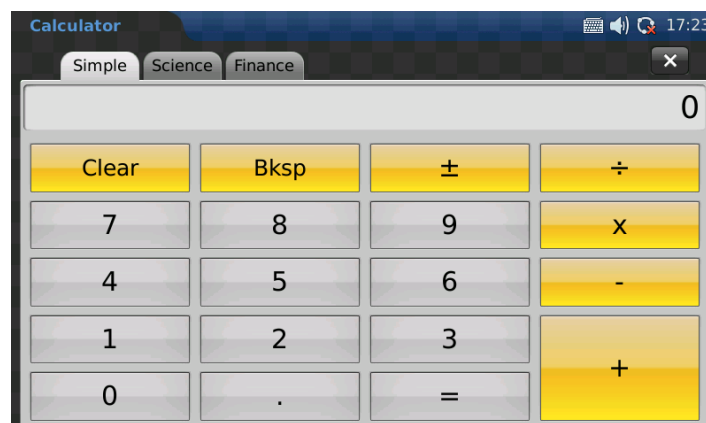 Calculator 17:23
Simple Science Finance
0
Clear Bksp ± ÷
7 8 9 x
4 5 6 -
1 2 3
+
0 . =